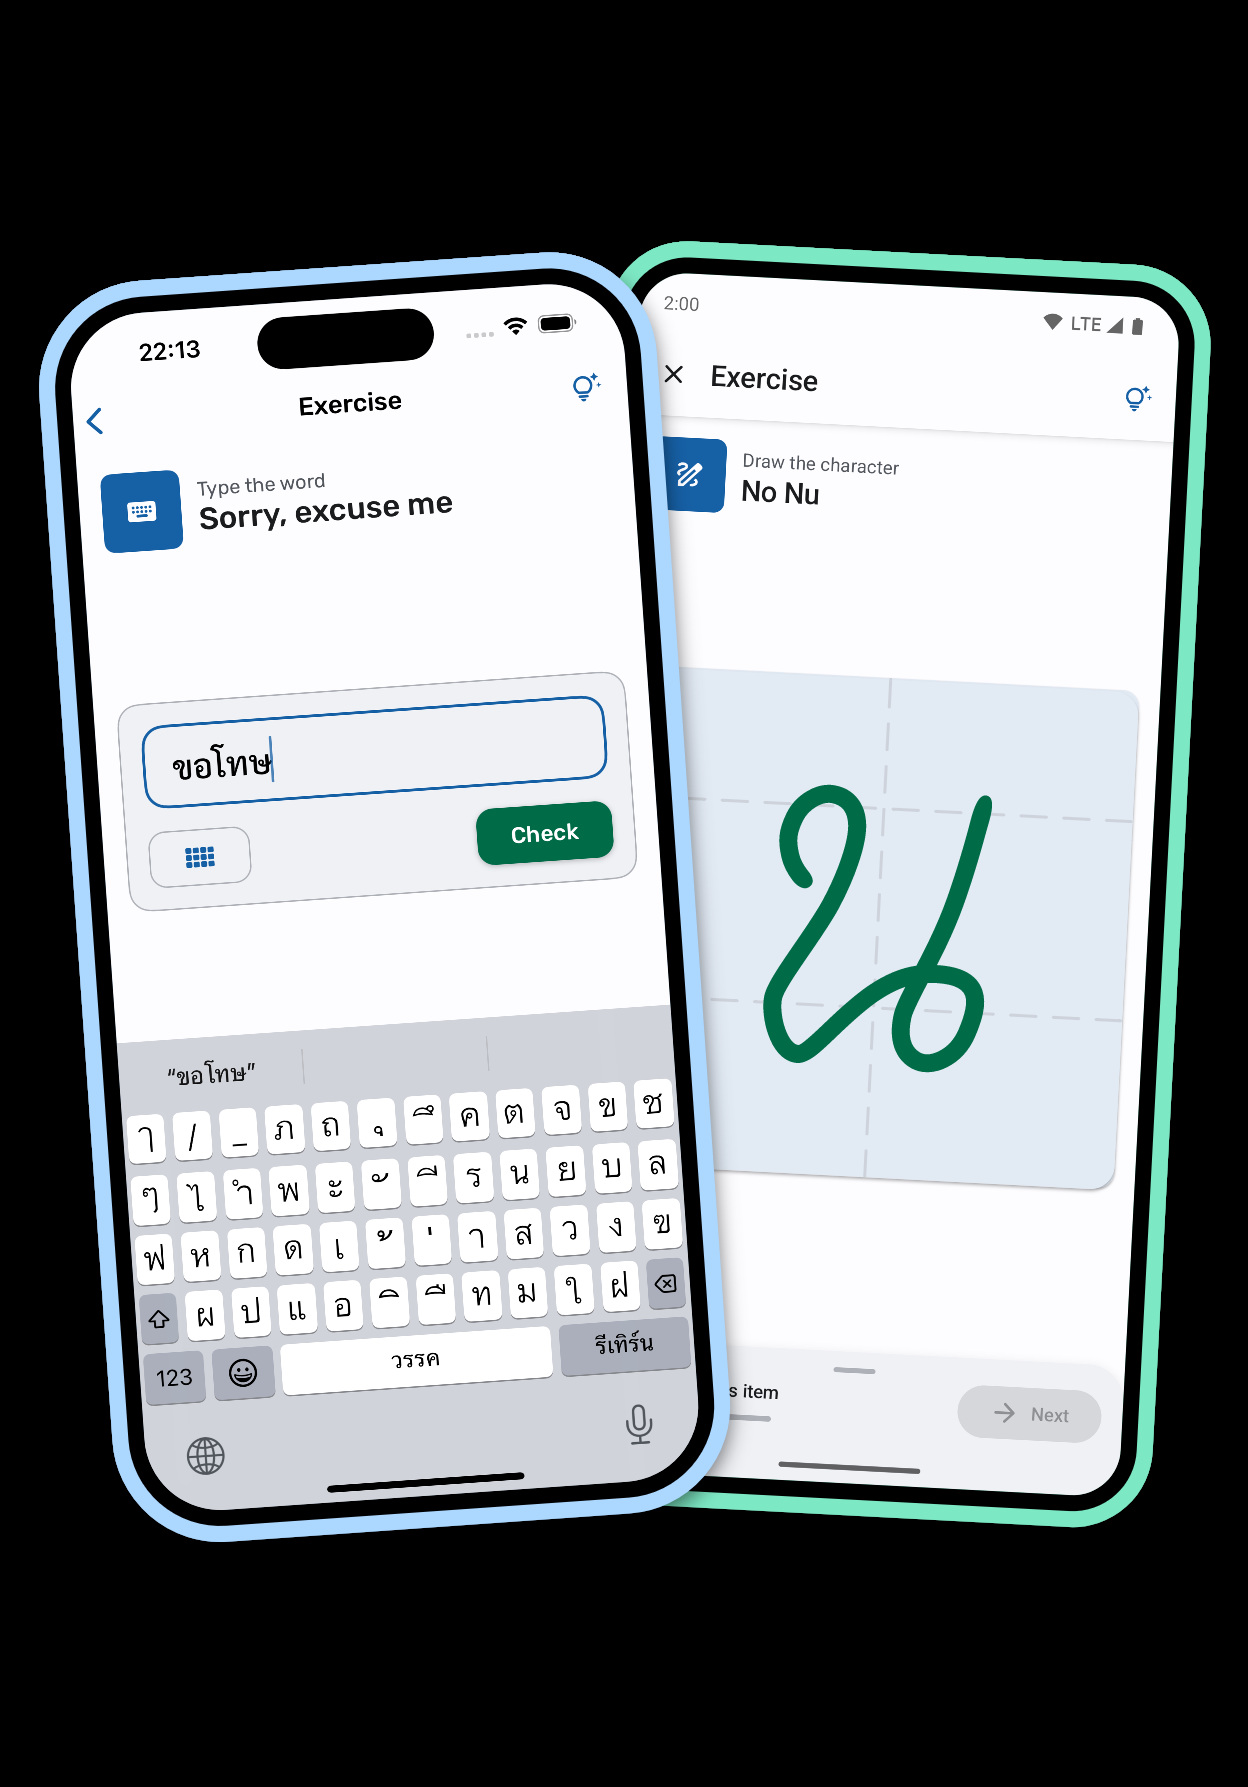 22:13
Exercise
Type the word
Sorry, excuse me
ขอโทษ
Check
“ขอโทษ”
ๅ / _ ภ ถ ุ ึ ค ต จ ข ช
ๆ ไ ำ พ ะ ั ี ร น ย บ ล
ฟ ห ก ด เ ้ ่ า ส ว ง ฃ
ผ ป แ อ ิ ื ท ม ใ ฝ
123 วรรค รีเทิร์น
2:00 LTE
Exercise
Draw the character
No Nu
น
s item
Next